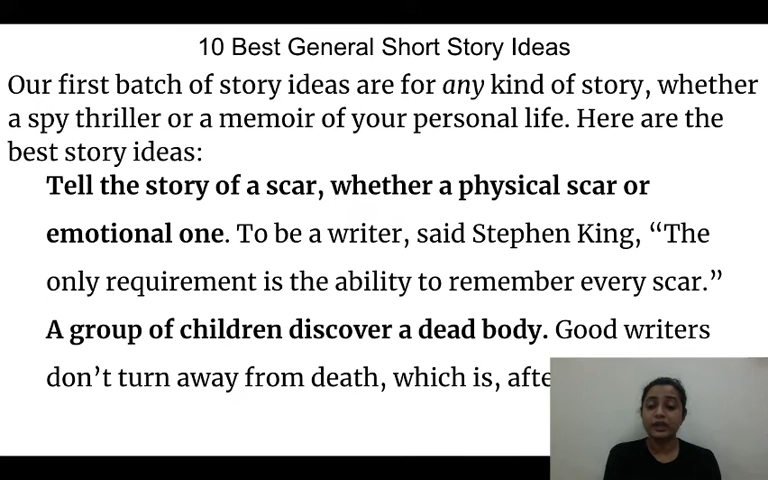 10 Best General Short Story Ideas
Our first batch of story ideas are for any kind of story, whether
a spy thriller or a memoir of your personal life. Here are the
best story ideas:
Tell the story of a scar, whether a physical scar or
emotional one. To be a writer, said Stephen King, “The
only requirement is the ability to remember every scar.”
A group of children discover a dead body. Good writers
don’t turn away from death, which is,